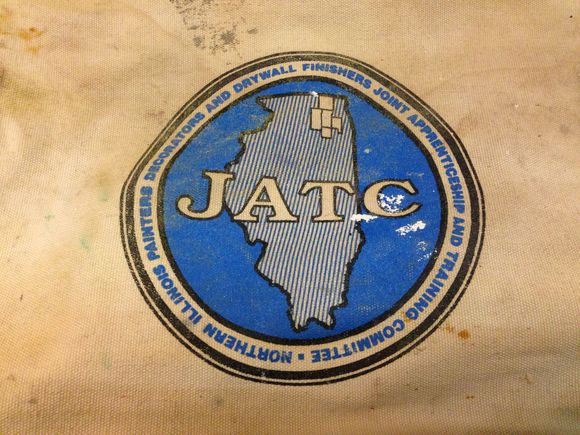 NORTHERN ILLINOIS PAINTERS DECORATORS AND DRYWALL FINISHERS JOINT APPRENTICESHIP AND TRAINING COMMITTEE •
JATC